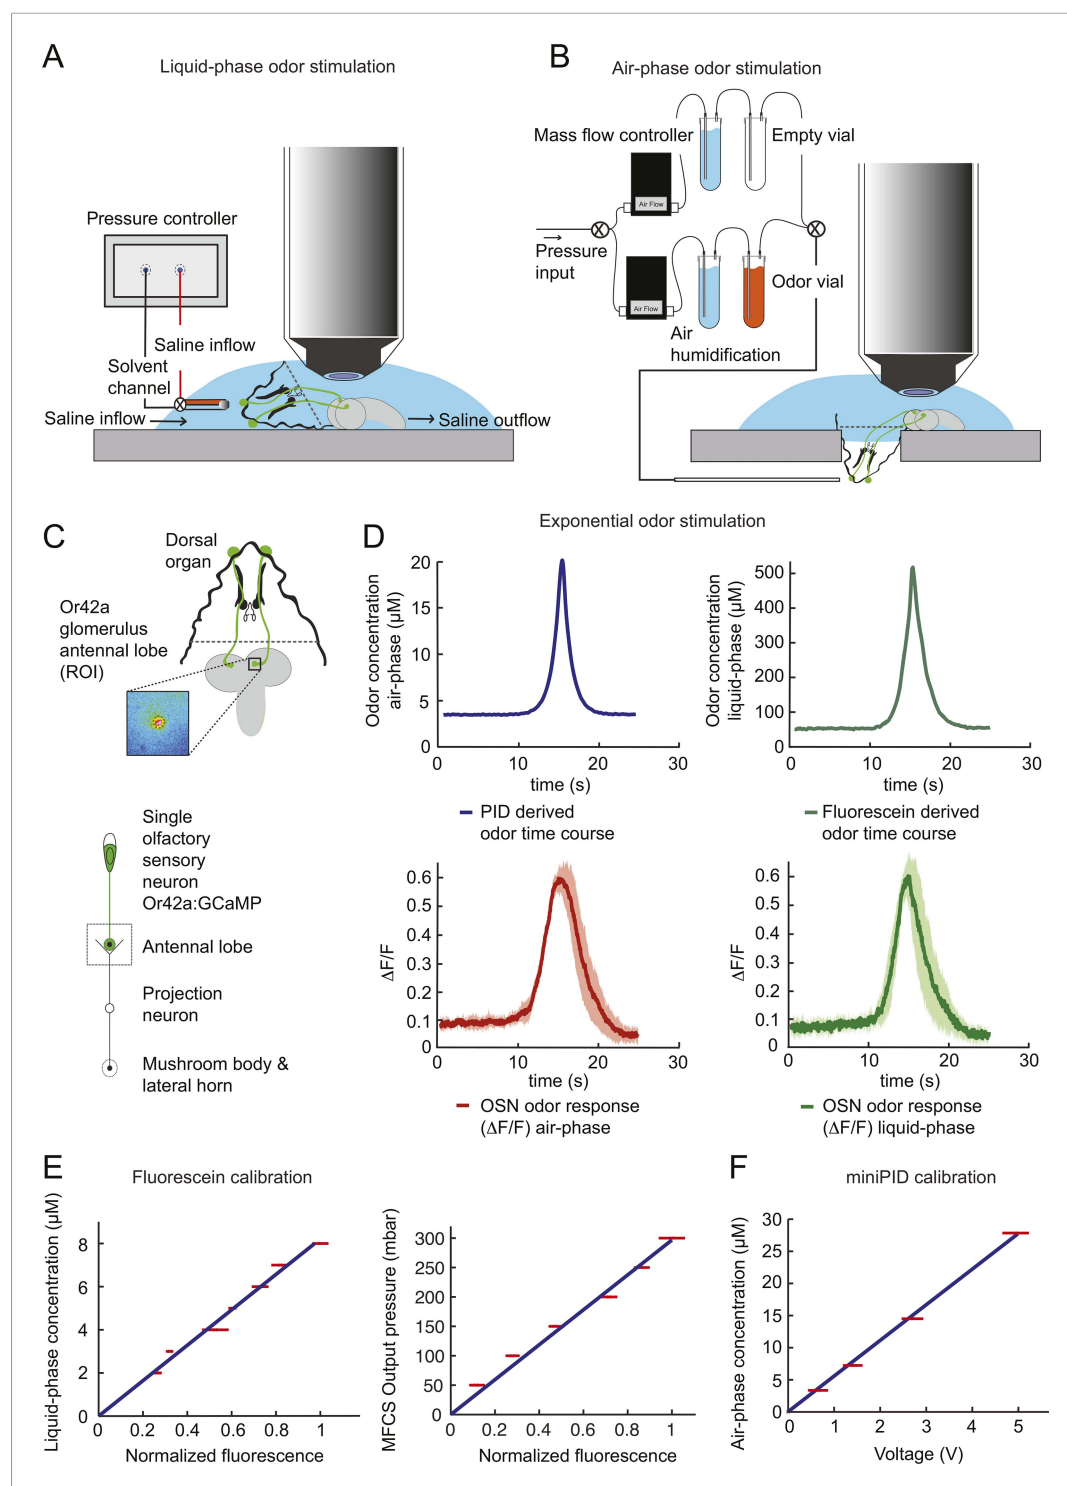 A
Liquid-phase odor stimulation
Pressure controller
Saline inflow
Solvent
channel
Saline inflow
Saline outflow
B
Air-phase odor stimulation
Mass flow controller
Empty vial
Air Flow
Pressure
input
Air Flow
Odor vial
Air
humidification
C
Dorsal
organ
Or42a
glomerulus
antennal lobe
(ROI)
Single
olfactory
sensory
neuron
Or42a:GCaMP
Antennal lobe
Projection
neuron
Mushroom body &
lateral horn
D
Exponential odor stimulation
Odor concentration
air-phase (µM)
20
15
10
5
0
0 10 20 30
time (s)
PID derived
odor time course
Odor concentration
liquid-phase (µM)
500
400
300
200
100
0
0 10 20 30
time (s)
Fluorescein derived
odor time course
ΔF/F
0.6
0.5
0.4
0.3
0.2
0.1
0
0 10 20 30
time (s)
OSN odor response
(ΔF/F) air-phase
ΔF/F
0.6
0.5
0.4
0.3
0.2
0.1
0
0 10 20 30
time (s)
OSN odor response
(ΔF/F) liquid-phase
E
Fluorescein calibration
Liquid-phase concentration (µM)
8
6
4
2
0
0 0.2 0.4 0.6 0.8 1
Normalized fluorescence
MFCS Output pressure (mbar)
300
250
200
150
100
50
0
0 0.2 0.4 0.6 0.8 1
Normalized fluorescence
F
miniPID calibration
Air-phase concentration (µM)
30
25
20
15
10
5
0
0 1 2 3 4 5
Voltage (V)